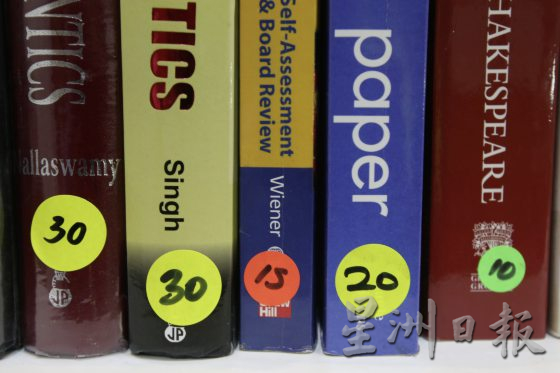 NTICS
allaswamy
30
JP
TICS
Singh
30
JP
Self-Assessment
& Board Review
Wiener
15
Hill
paper
20
HAKESPEARE
10
星洲日報